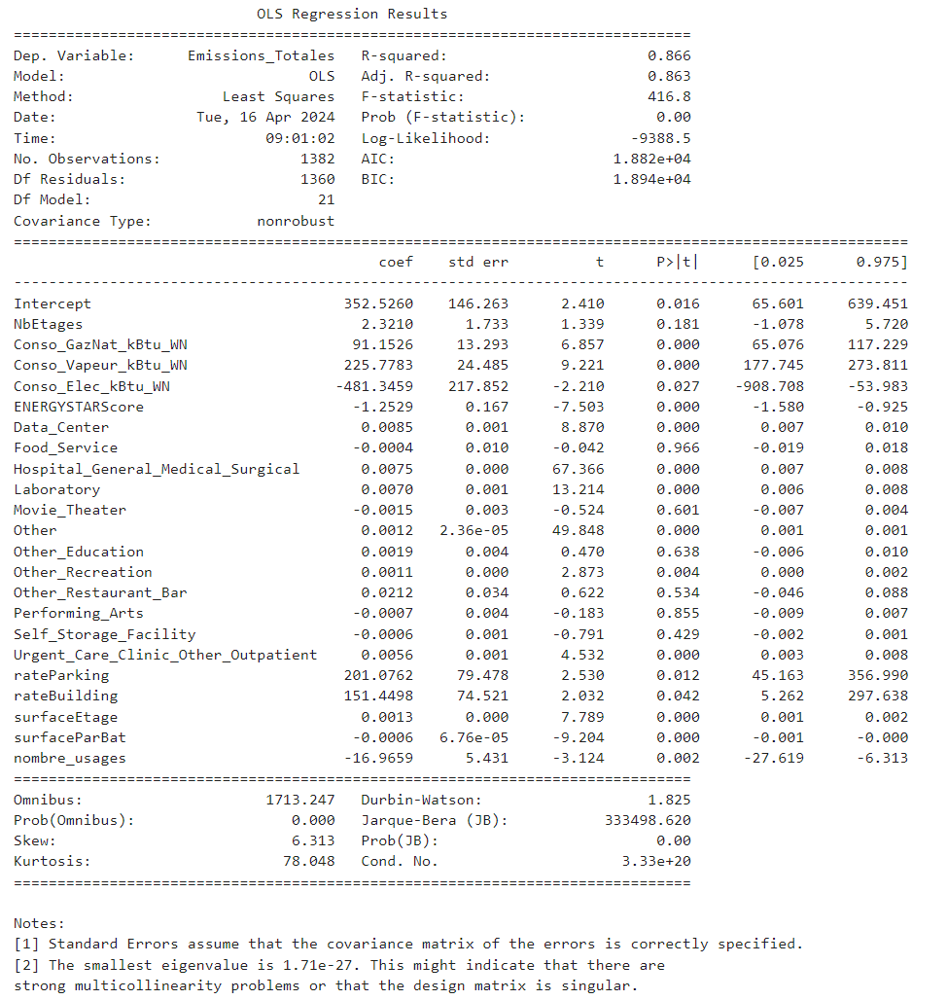 OLS Regression Results
==============================================================================
Dep. Variable: Emissions_Totales R-squared: 0.866
Model: OLS Adj. R-squared: 0.863
Method: Least Squares F-statistic: 416.8
Date: Tue, 16 Apr 2024 Prob (F-statistic): 0.00
Time: 09:01:02 Log-Likelihood: -9388.5
No. Observations: 1382 AIC: 1.882e+04
Df Residuals: 1360 BIC: 1.894e+04
Df Model: 21
Covariance Type: nonrobust
=======================================================================================================
coef std err t P>|t| [0.025 0.975]
-------------------------------------------------------------------------------------------------------
Intercept 352.5260 146.263 2.410 0.016 65.601 639.451
NbEtages 2.3210 1.733 1.339 0.181 -1.078 5.720
Conso_GazNat_kBtu_WN 91.1526 13.293 6.857 0.000 65.076 117.229
Conso_Vapeur_kBtu_WN 225.7783 24.485 9.221 0.000 177.745 273.811
Conso_Elec_kBtu_WN -481.3459 217.852 -2.210 0.027 -908.708 -53.983
ENERGYSTARScore -1.2529 0.167 -7.503 0.000 -1.580 -0.925
Data_Center 0.0085 0.001 8.870 0.000 0.007 0.010
Food_Service -0.0004 0.010 -0.042 0.966 -0.019 0.018
Hospital_General_Medical_Surgical 0.0075 0.000 67.366 0.000 0.007 0.008
Laboratory 0.0070 0.001 13.214 0.000 0.006 0.008
Movie_Theater -0.0015 0.003 -0.524 0.601 -0.007 0.004
Other 0.0012 2.36e-05 49.848 0.000 0.001 0.001
Other_Education 0.0019 0.004 0.470 0.638 -0.006 0.010
Other_Recreation 0.0011 0.000 2.873 0.004 0.000 0.002
Other_Restaurant_Bar 0.0212 0.034 0.622 0.534 -0.046 0.088
Performing_Arts -0.0007 0.004 -0.183 0.855 -0.009 0.007
Self_Storage_Facility -0.0006 0.001 -0.791 0.429 -0.002 0.001
Urgent_Care_Clinic_Other_Outpatient 0.0056 0.001 4.532 0.000 0.003 0.008
rateParking 201.0762 79.478 2.530 0.012 45.163 356.990
rateBuilding 151.4498 74.521 2.032 0.042 5.262 297.638
surfaceEtage 0.0013 0.000 7.789 0.000 0.001 0.002
surfaceParBat -0.0006 6.76e-05 -9.204 0.000 -0.001 -0.000
nombre_usages -16.9659 5.431 -3.124 0.002 -27.619 -6.313
==============================================================================
Omnibus: 1713.247 Durbin-Watson: 1.825
Prob(Omnibus): 0.000 Jarque-Bera (JB): 333498.620
Skew: 6.313 Prob(JB): 0.00
Kurtosis: 78.048 Cond. No. 3.33e+20
==============================================================================
Notes:
[1] Standard Errors assume that the covariance matrix of the errors is correctly specified.
[2] The smallest eigenvalue is 1.71e-27. This might indicate that there are
strong multicollinearity problems or that the design matrix is singular.